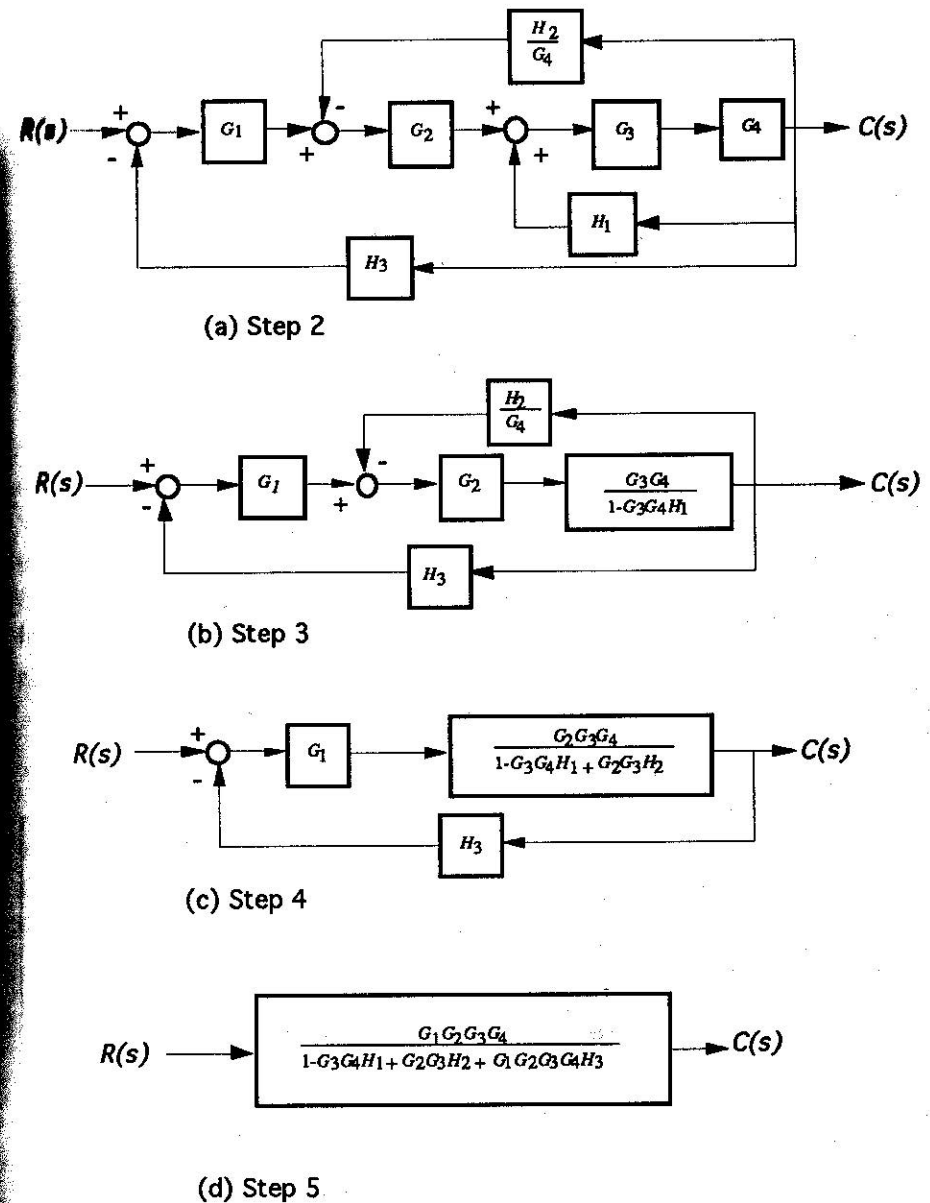 H2
G4
R(s)
+
-
G1
-
+
G2
+
+
G3
G4
C(s)
H1
H3
(a) Step 2
H2
G4
R(s)
+
-
G1
-
+
G2
G3G4
1-G3G4H1
C(s)
H3
(b) Step 3
R(s)
+
-
G1
G2G3G4
1-G3G4H1 + G2G3H2
C(s)
H3
(c) Step 4
R(s)
G1G2G3G4
1-G3G4H1 + G2G3H2 + G1G2G3G4H3
C(s)
(d) Step 5